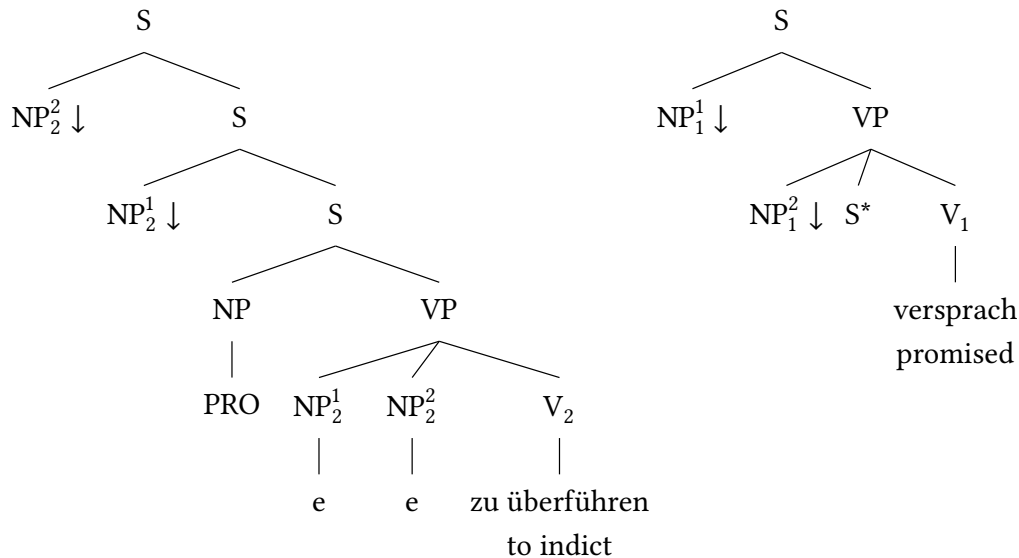 S S
NP₂² ↓ S NP₁¹ ↓ VP
NP₂¹ ↓ S NP₁² ↓ S* V₁
NP VP versprach
promised
PRO NP₂¹ NP₂² V₂
e e zu überführen
to indict